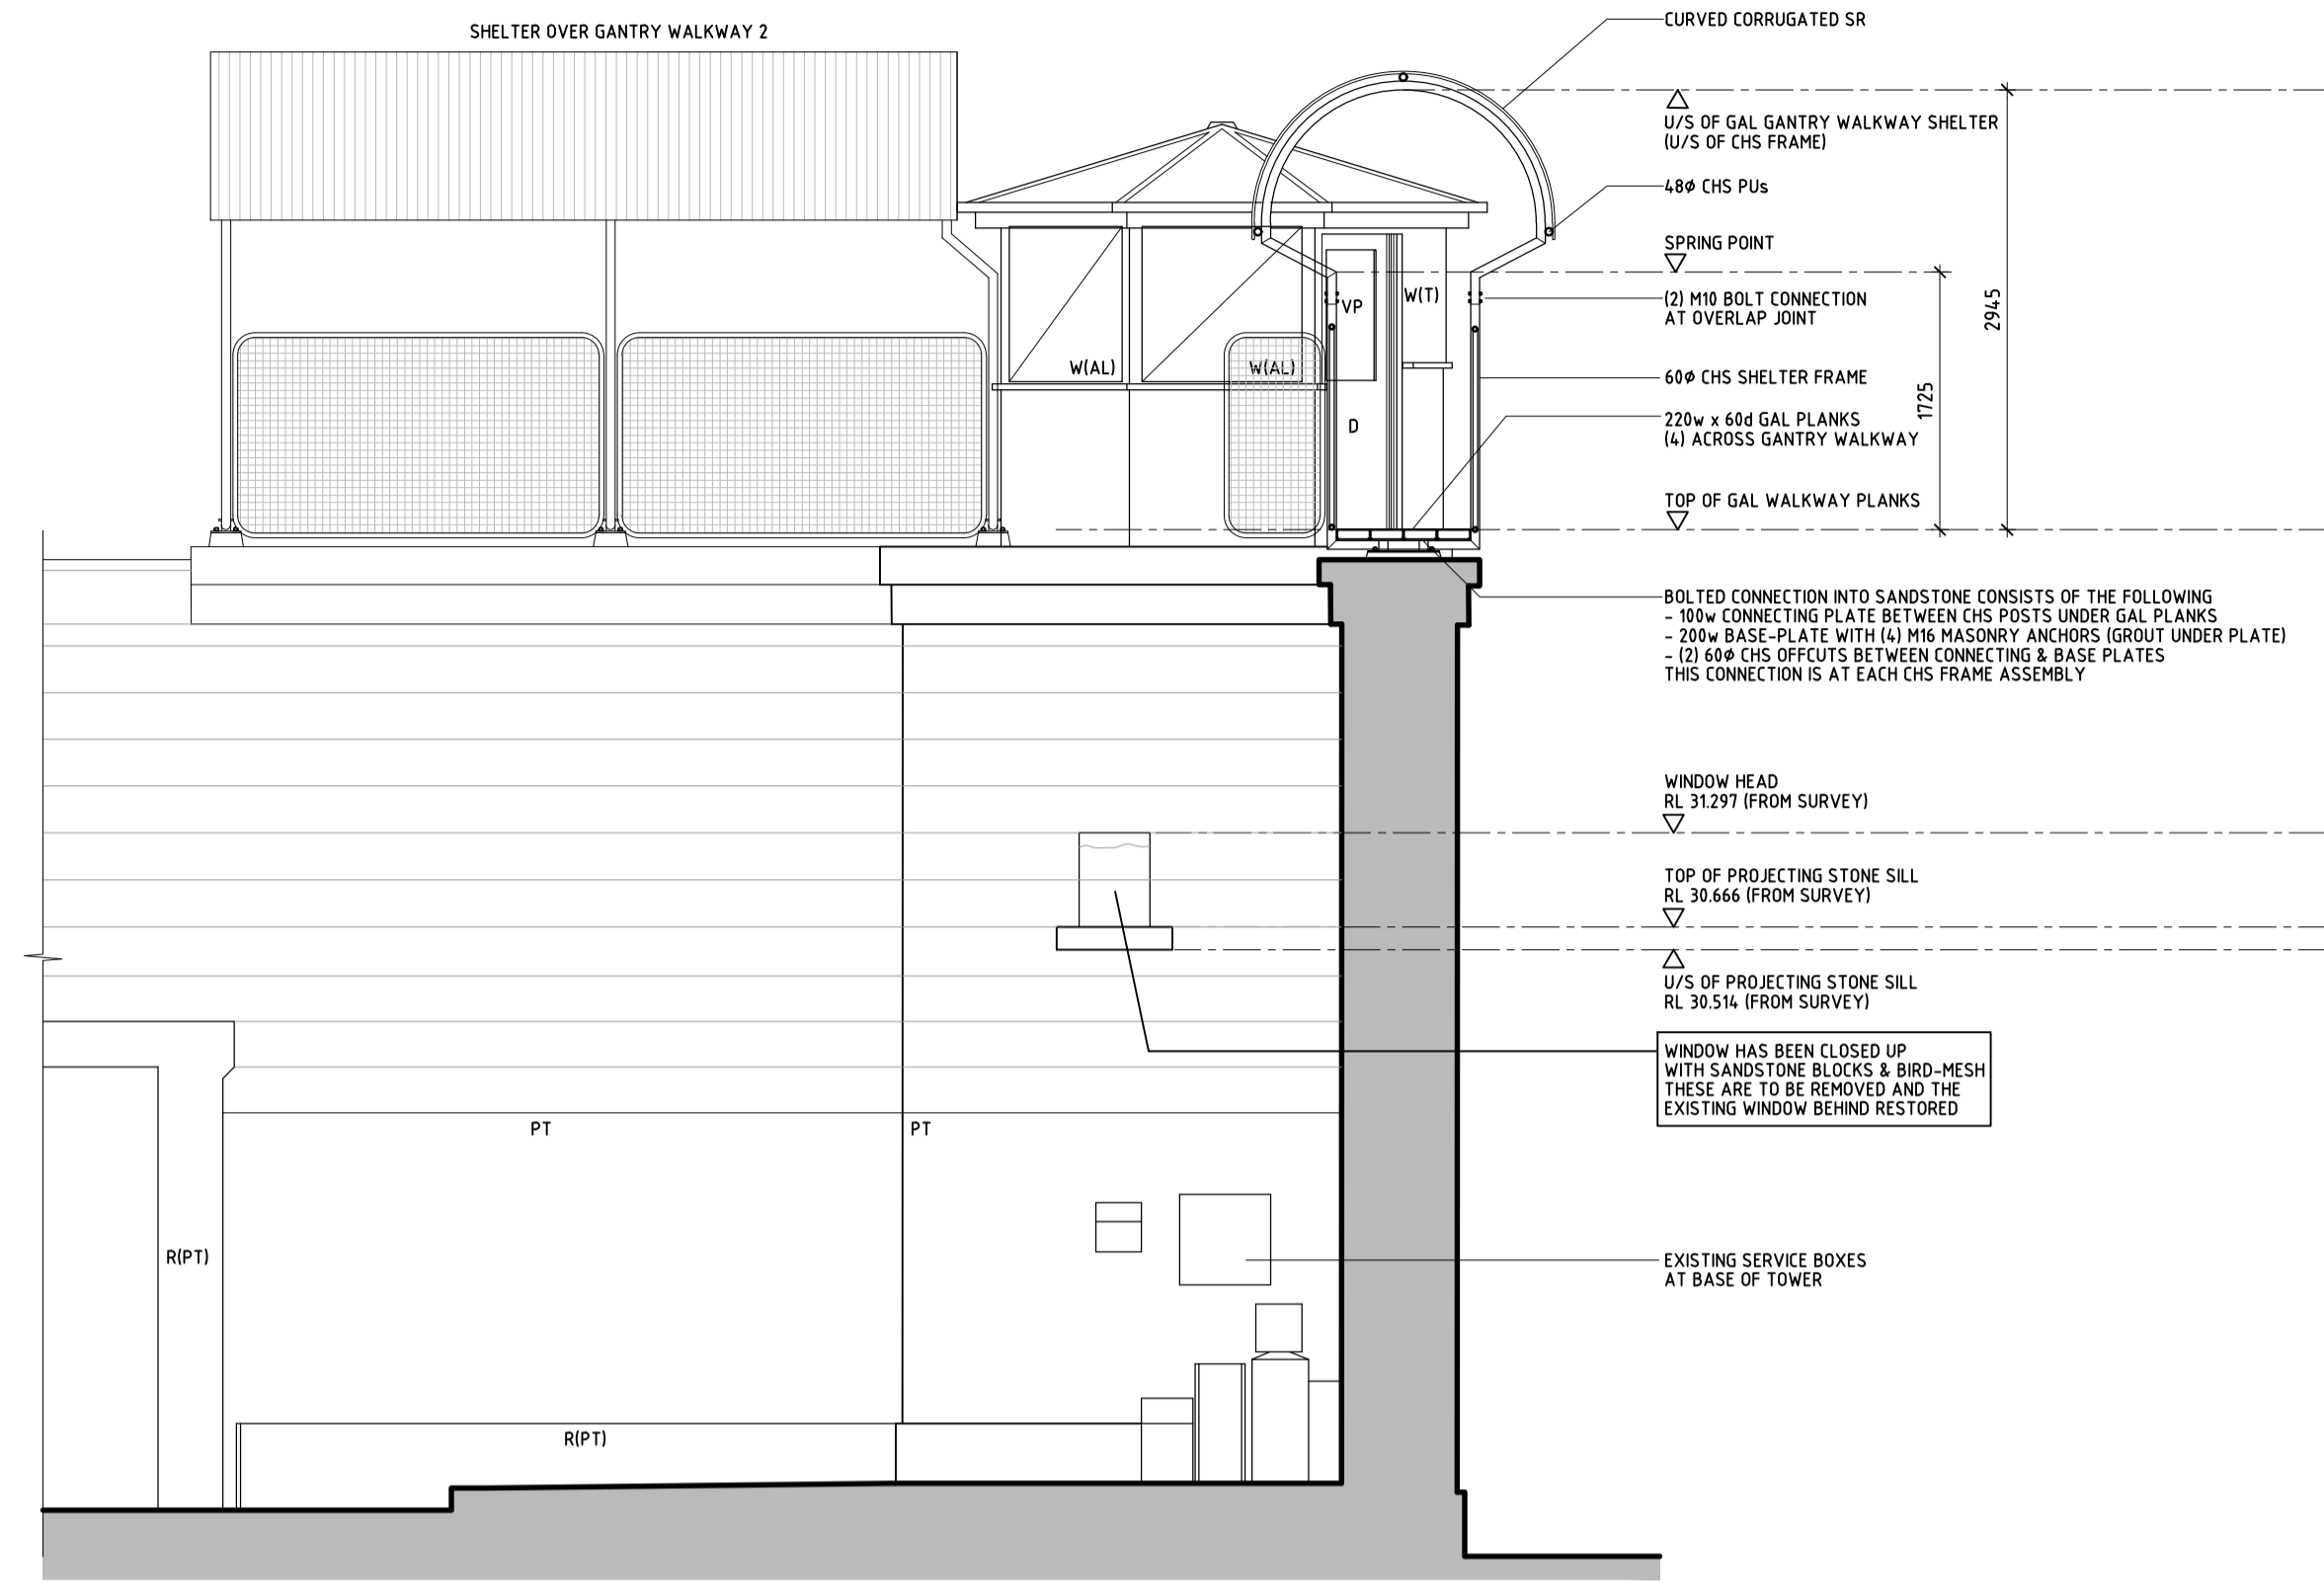 SHELTER OVER GANTRY WALKWAY 2
CURVED CORRUGATED SR
U/S OF GAL GANTRY WALKWAY SHELTER
(U/S OF CHS FRAME)
48Ø CHS PUs
SPRING POINT
(2) M10 BOLT CONNECTION
AT OVERLAP JOINT
2945
VP
W(T)
W(AL)
W(AL)
60Ø CHS SHELTER FRAME
1725
D
220w x 60d GAL PLANKS
(4) ACROSS GANTRY WALKWAY
TOP OF GAL WALKWAY PLANKS
BOLTED CONNECTION INTO SANDSTONE CONSISTS OF THE FOLLOWING
- 100w CONNECTING PLATE BETWEEN CHS POSTS UNDER GAL PLANKS
- 200w BASE-PLATE WITH (4) M16 MASONRY ANCHORS (GROUT UNDER PLATE)
- (2) 60Ø CHS OFFCUTS BETWEEN CONNECTING & BASE PLATES
THIS CONNECTION IS AT EACH CHS FRAME ASSEMBLY
WINDOW HEAD
RL 31.297 (FROM SURVEY)
TOP OF PROJECTING STONE SILL
RL 30.666 (FROM SURVEY)
U/S OF PROJECTING STONE SILL
RL 30.514 (FROM SURVEY)
WINDOW HAS BEEN CLOSED UP
WITH SANDSTONE BLOCKS & BIRD-MESH
THESE ARE TO BE REMOVED AND THE
EXISTING WINDOW BEHIND RESTORED
PT
PT
R(PT)
EXISTING SERVICE BOXES
AT BASE OF TOWER
R(PT)